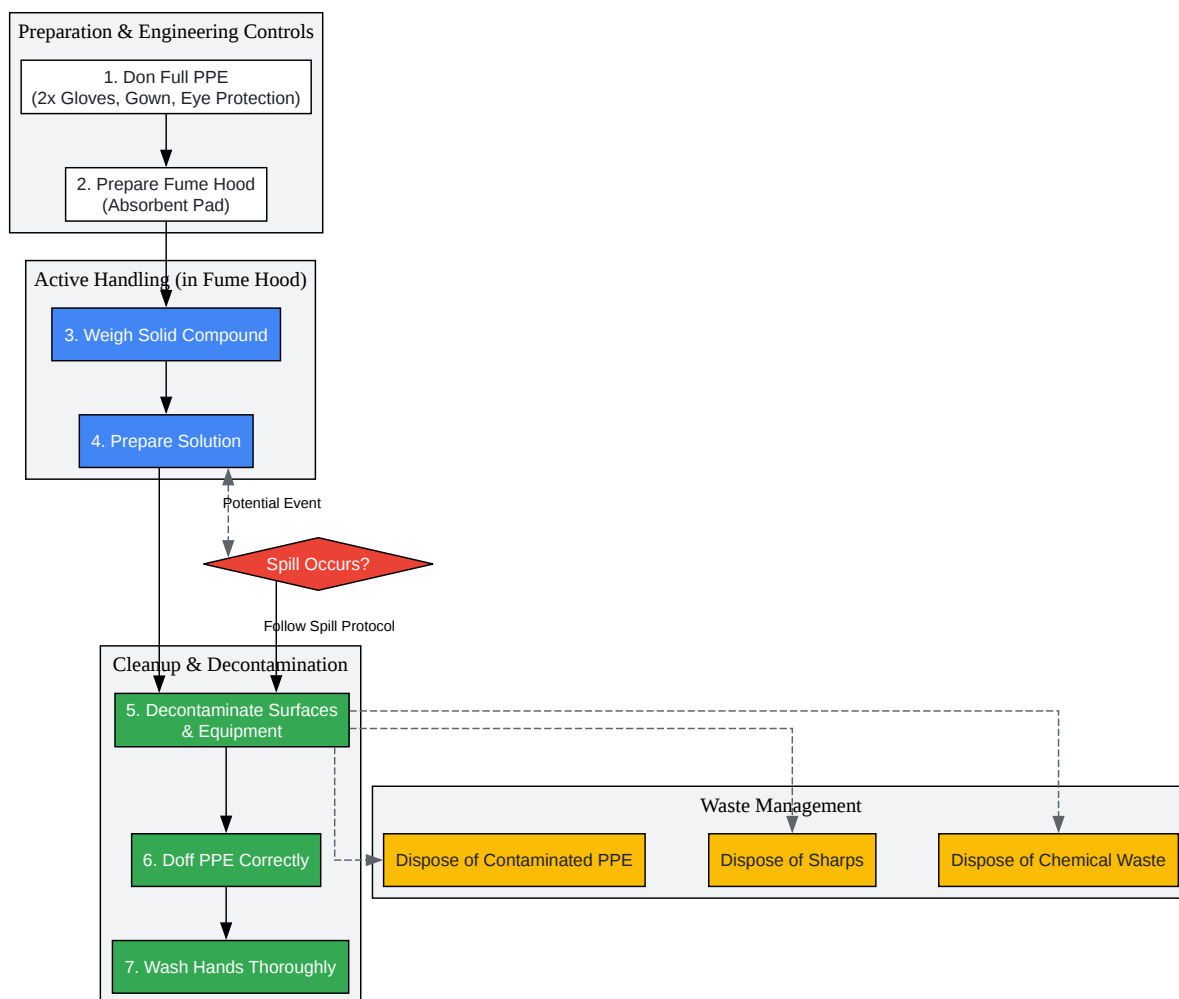 Preparation & Engineering Controls
1. Don Full PPE
(2x Gloves, Gown, Eye Protection)
2. Prepare Fume Hood
(Absorbent Pad)
Active Handling (in Fume Hood)
3. Weigh Solid Compound
4. Prepare Solution
Potential Event
Spill Occurs?
Follow Spill Protocol
Cleanup & Decontamination
5. Decontaminate Surfaces
& Equipment
Waste Management
6. Doff PPE Correctly
Dispose of Contaminated PPE
Dispose of Sharps
Dispose of Chemical Waste
7. Wash Hands Thoroughly